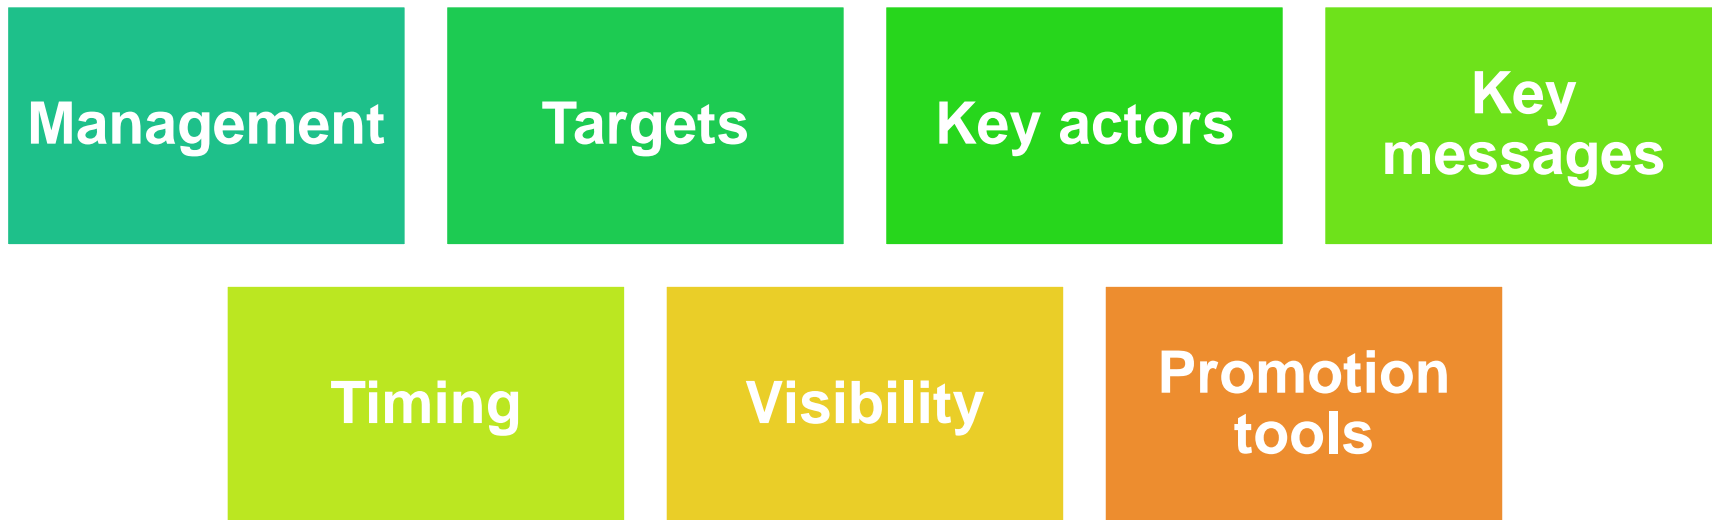 Management
Targets
Key actors
Key
messages
Timing
Visibility
Promotion
tools